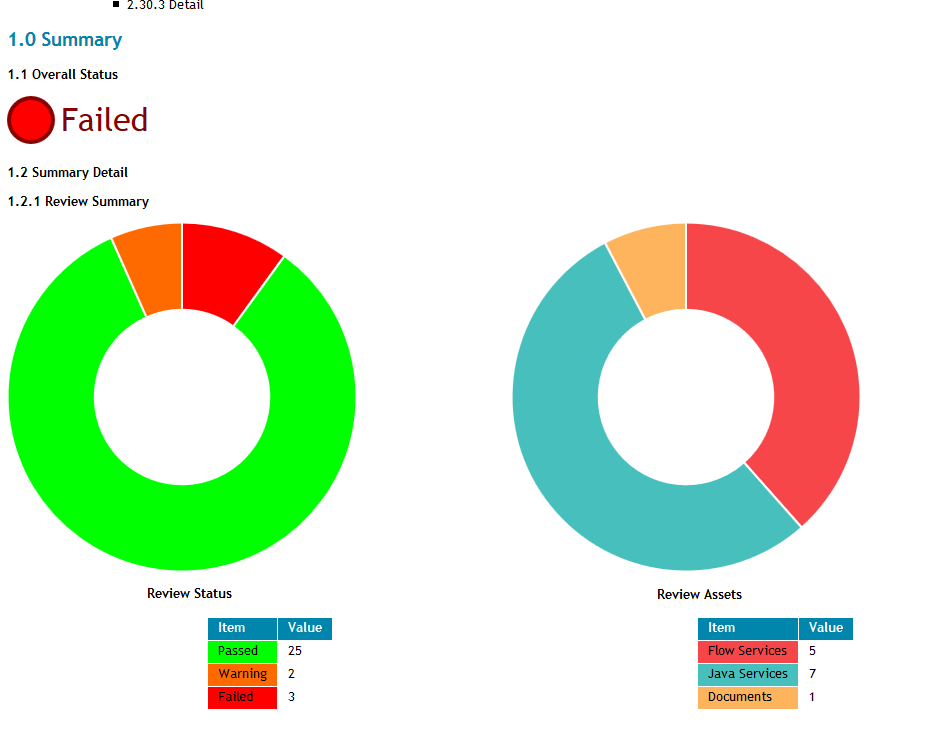 2.30.3 Detail
1.0 Summary
1.1 Overall Status
Failed
1.2 Summary Detail
1.2.1 Review Summary
Review Status
Item Value
Passed 25
Warning 2
Failed 3
Review Assets
Item Value
Flow Services 5
Java Services 7
Documents 1